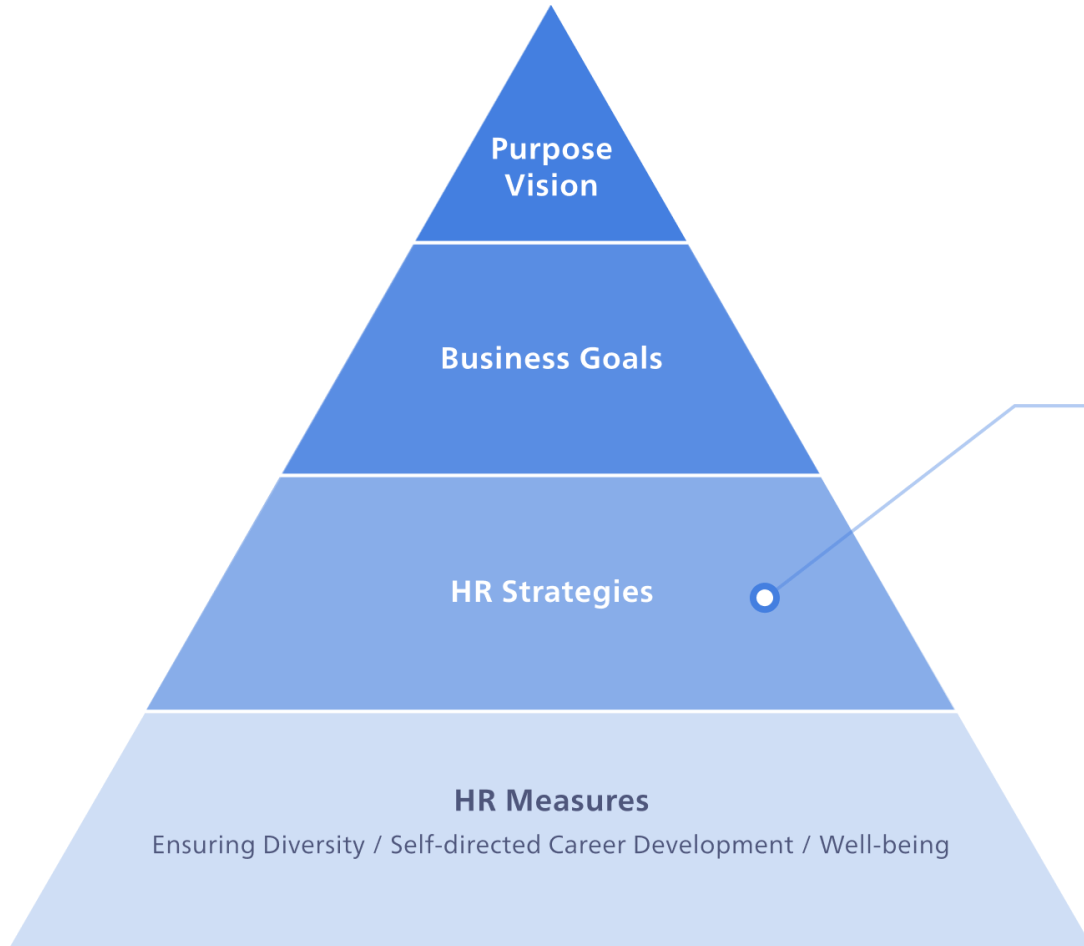 Purpose
Vision
Business Goals
HR Strategies
HR Measures
Ensuring Diversity / Self-directed Career Development / Well-being